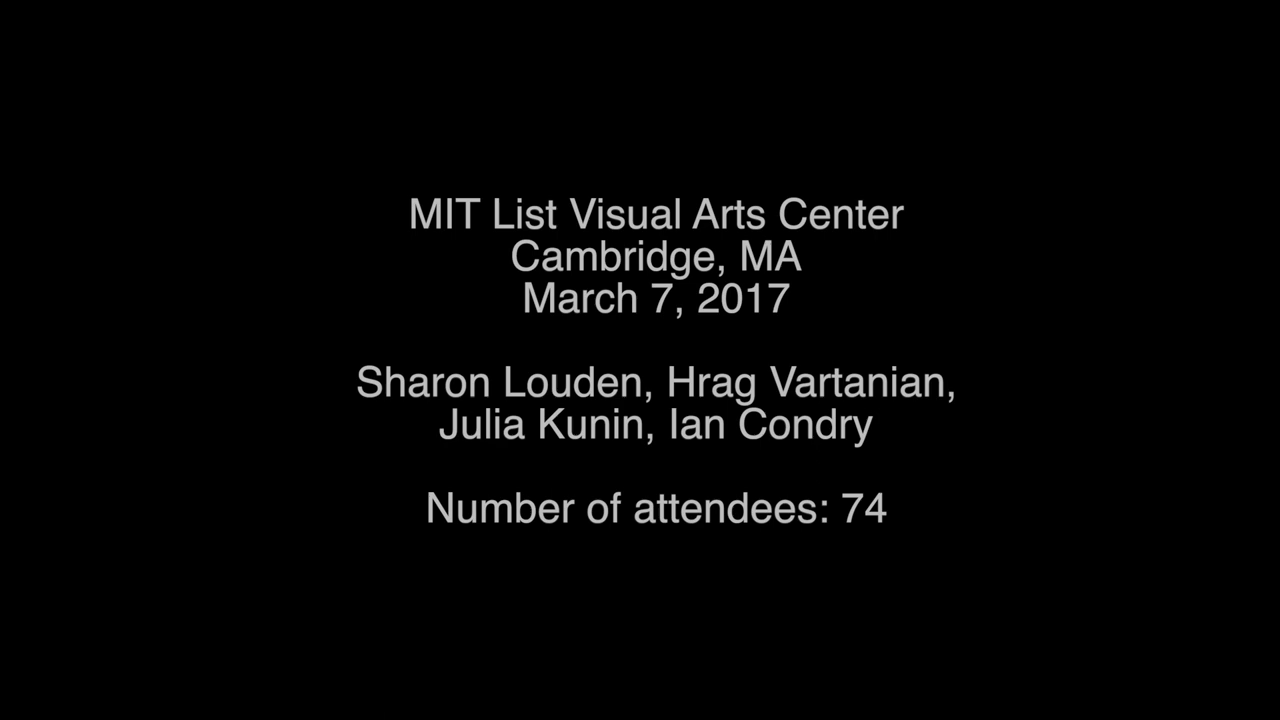 MIT List Visual Arts Center
Cambridge, MA
March 7, 2017
Sharon Louden, Hrag Vartanian,
Julia Kunin, Ian Condry
Number of attendees: 74